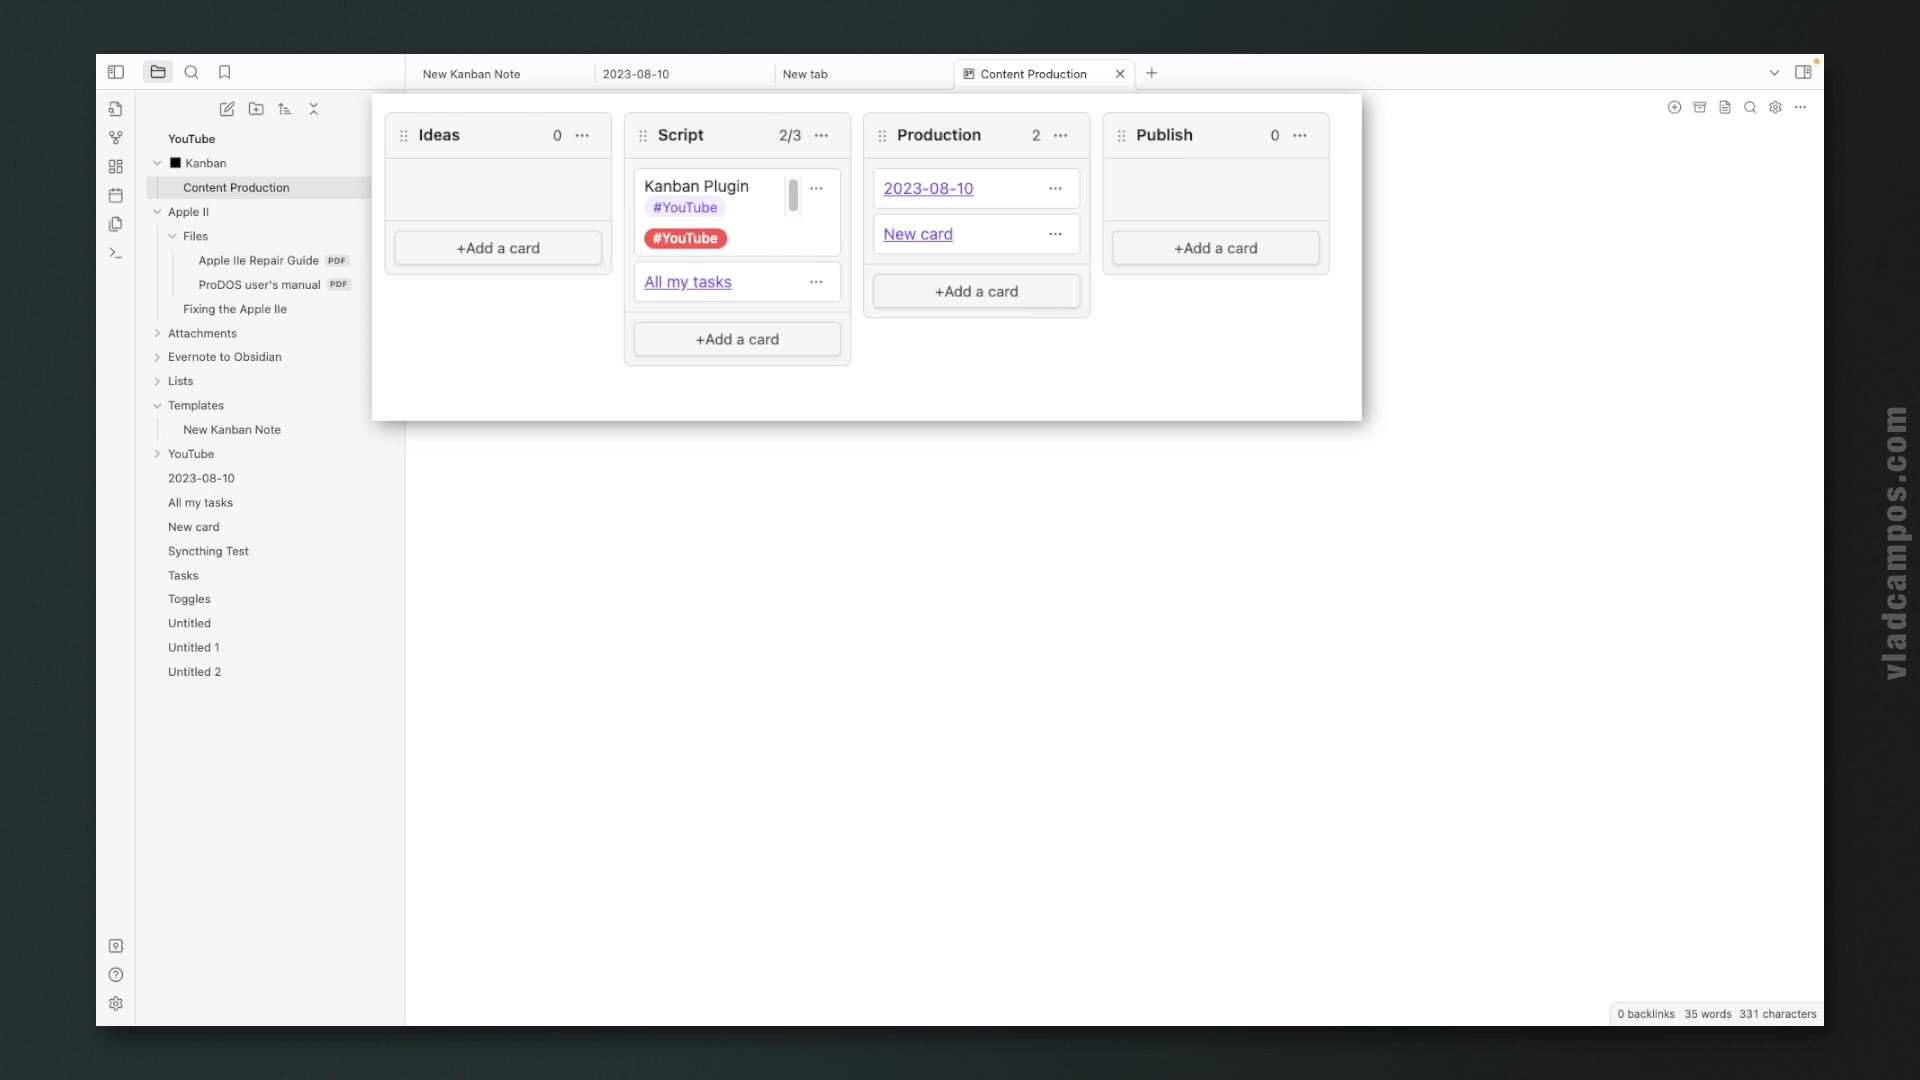 New Kanban Note
2023-08-10
New tab
Content Production
YouTube
Kanban
Content Production
Apple II
Files
Apple IIe Repair Guide PDF
ProDOS user's manual PDF
Fixing the Apple IIe
Attachments
Evernote to Obsidian
Lists
Templates
New Kanban Note
YouTube
2023-08-10
All my tasks
New card
Syncthing Test
Tasks
Toggles
Untitled
Untitled 1
Untitled 2
Ideas 0
+Add a card
Script 2/3
Kanban Plugin
#YouTube
#YouTube
All my tasks
+Add a card
Production 2
2023-08-10
New card
+Add a card
Publish 0
+Add a card
0 backlinks 35 words 331 characters
vladcampos.com